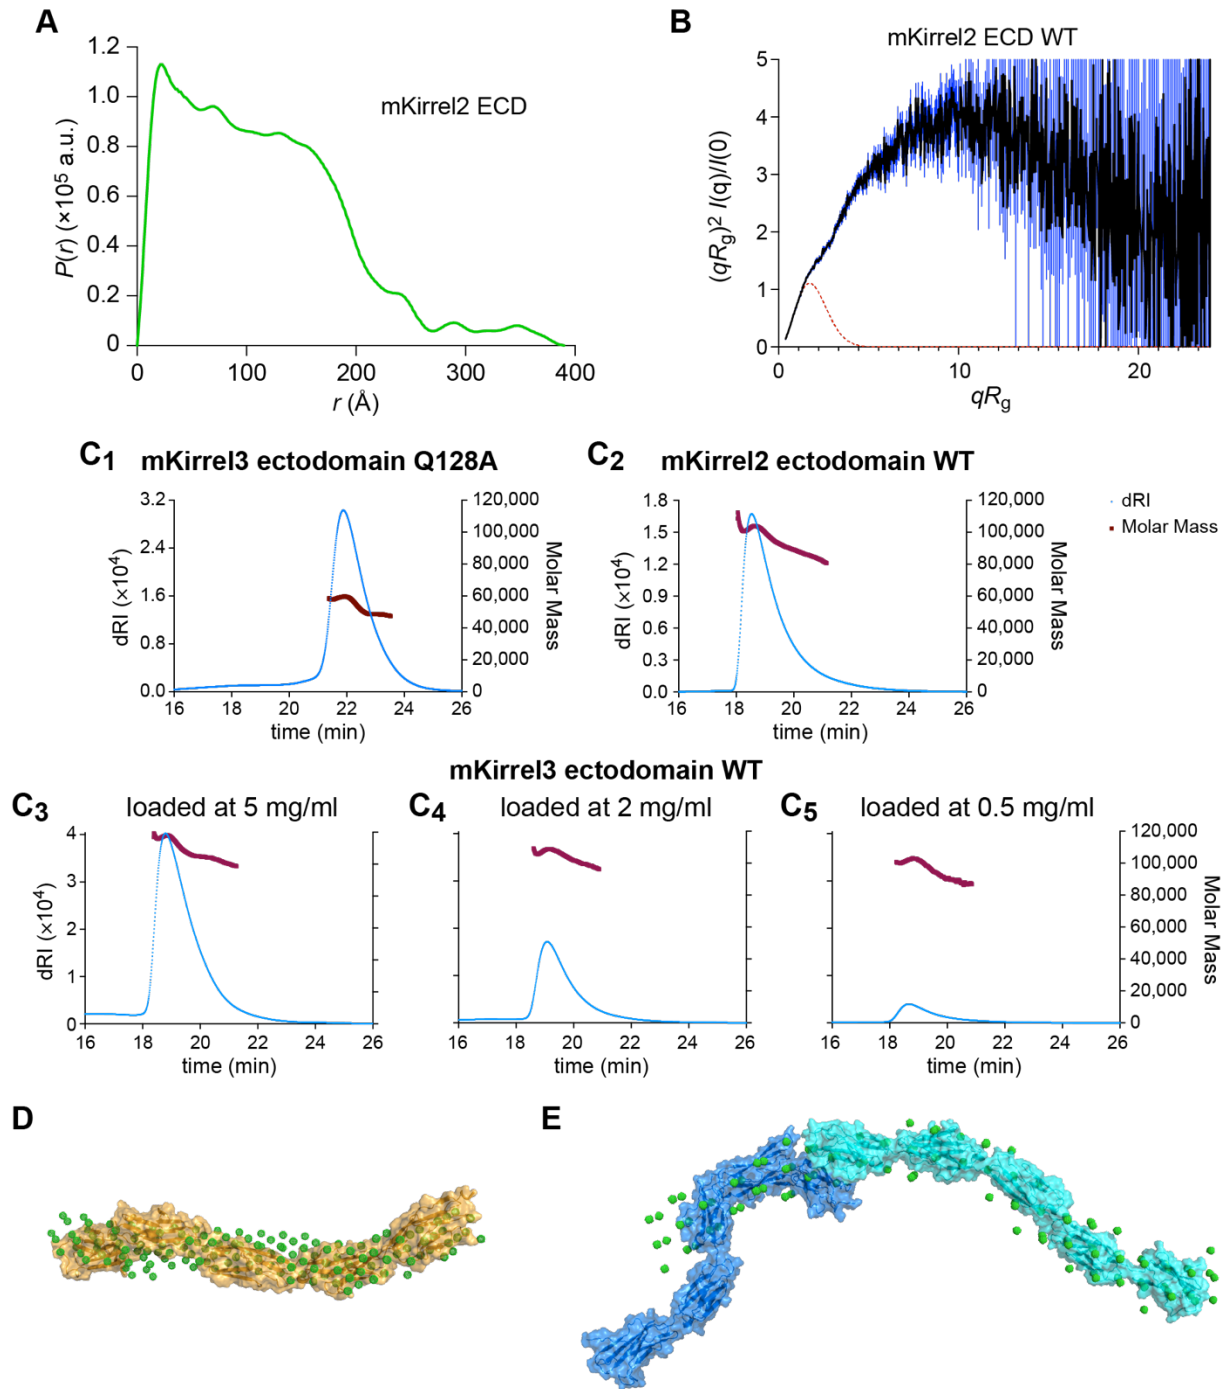 A
mKirrel2 ECD
P(r) (×10⁵ a.u.)
1.2
1.0
0.8
0.6
0.4
0.2
0
0 100 200 300 400
r (Å)
B
mKirrel2 ECD WT
(qRg)² I(q)/I(0)
5
4
3
2
1
0
0 10 20
qRg
C1 mKirrel3 ectodomain Q128A
dRI (×10⁴)
3.2
2.4
1.6
0.8
0.0
120,000
100,000
80,000
60,000
40,000
20,000
0
Molar Mass
16 18 20 22 24 26
time (min)
C2 mKirrel2 ectodomain WT
dRI (×10⁴)
1.8
1.5
1.2
0.9
0.6
0.3
0.0
120,000
100,000
80,000
60,000
40,000
20,000
0
Molar Mass
16 18 20 22 24 26
time (min)
dRI
Molar Mass
mKirrel3 ectodomain WT
C3 loaded at 5 mg/ml
dRI (×10⁴)
4
3
2
1
0
16 18 20 22 24 26
time (min)
C4 loaded at 2 mg/ml
16 18 20 22 24 26
time (min)
C5 loaded at 0.5 mg/ml
120,000
100,000
80,000
60,000
40,000
20,000
0
Molar Mass
16 18 20 22 24 26
time (min)
D
E